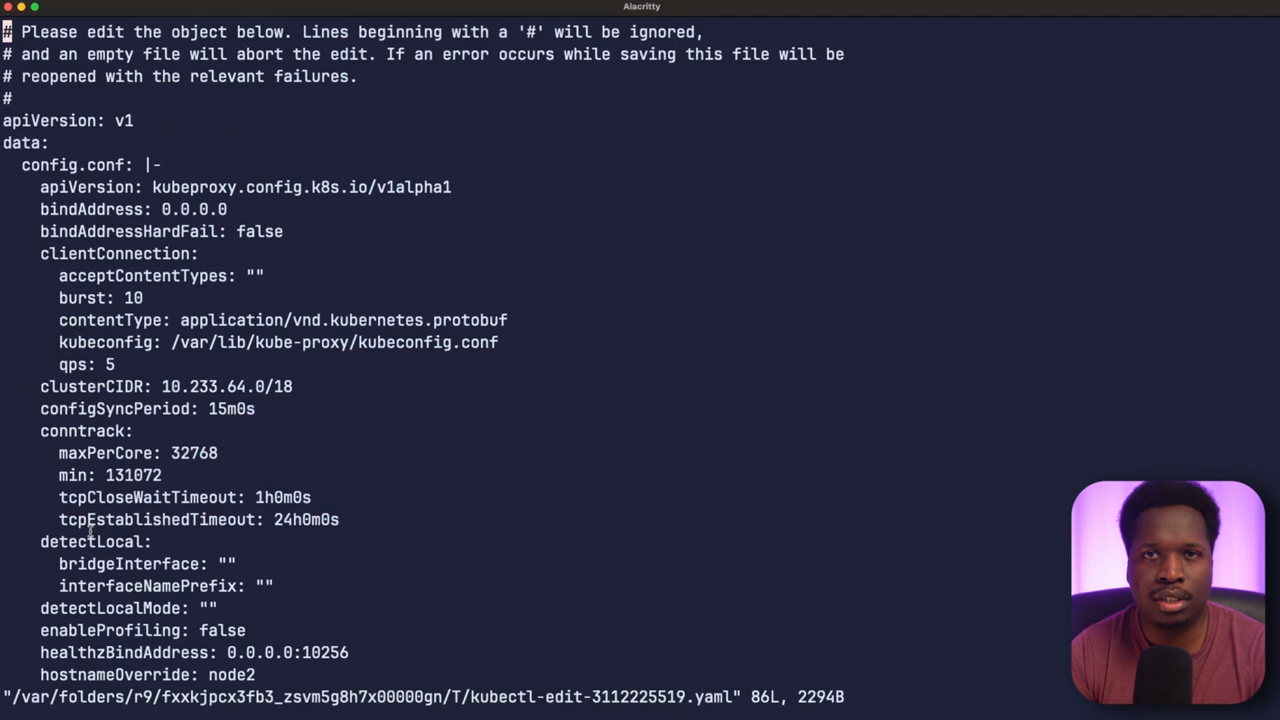 Alacritty
# Please edit the object below. Lines beginning with a '#' will be ignored,
# and an empty file will abort the edit. If an error occurs while saving this file will be
# reopened with the relevant failures.
#
apiVersion: v1
data:
  config.conf: |-
    apiVersion: kubeproxy.config.k8s.io/v1alpha1
    bindAddress: 0.0.0.0
    bindAddressHardFail: false
    clientConnection:
      acceptContentTypes: ""
      burst: 10
      contentType: application/vnd.kubernetes.protobuf
      kubeconfig: /var/lib/kube-proxy/kubeconfig.conf
      qps: 5
    clusterCIDR: 10.233.64.0/18
    configSyncPeriod: 15m0s
    conntrack:
      maxPerCore: 32768
      min: 131072
      tcpCloseWaitTimeout: 1h0m0s
      tcpEstablishedTimeout: 24h0m0s
    detectLocal:
      bridgeInterface: ""
      interfaceNamePrefix: ""
    detectLocalMode: ""
    enableProfiling: false
    healthzBindAddress: 0.0.0.0:10256
    hostnameOverride: node2
"/var/folders/r9/fxxkjpcx3fb3_zsvm5g8h7x00000gn/T/kubectl-edit-3112225519.yaml" 86L, 2294B